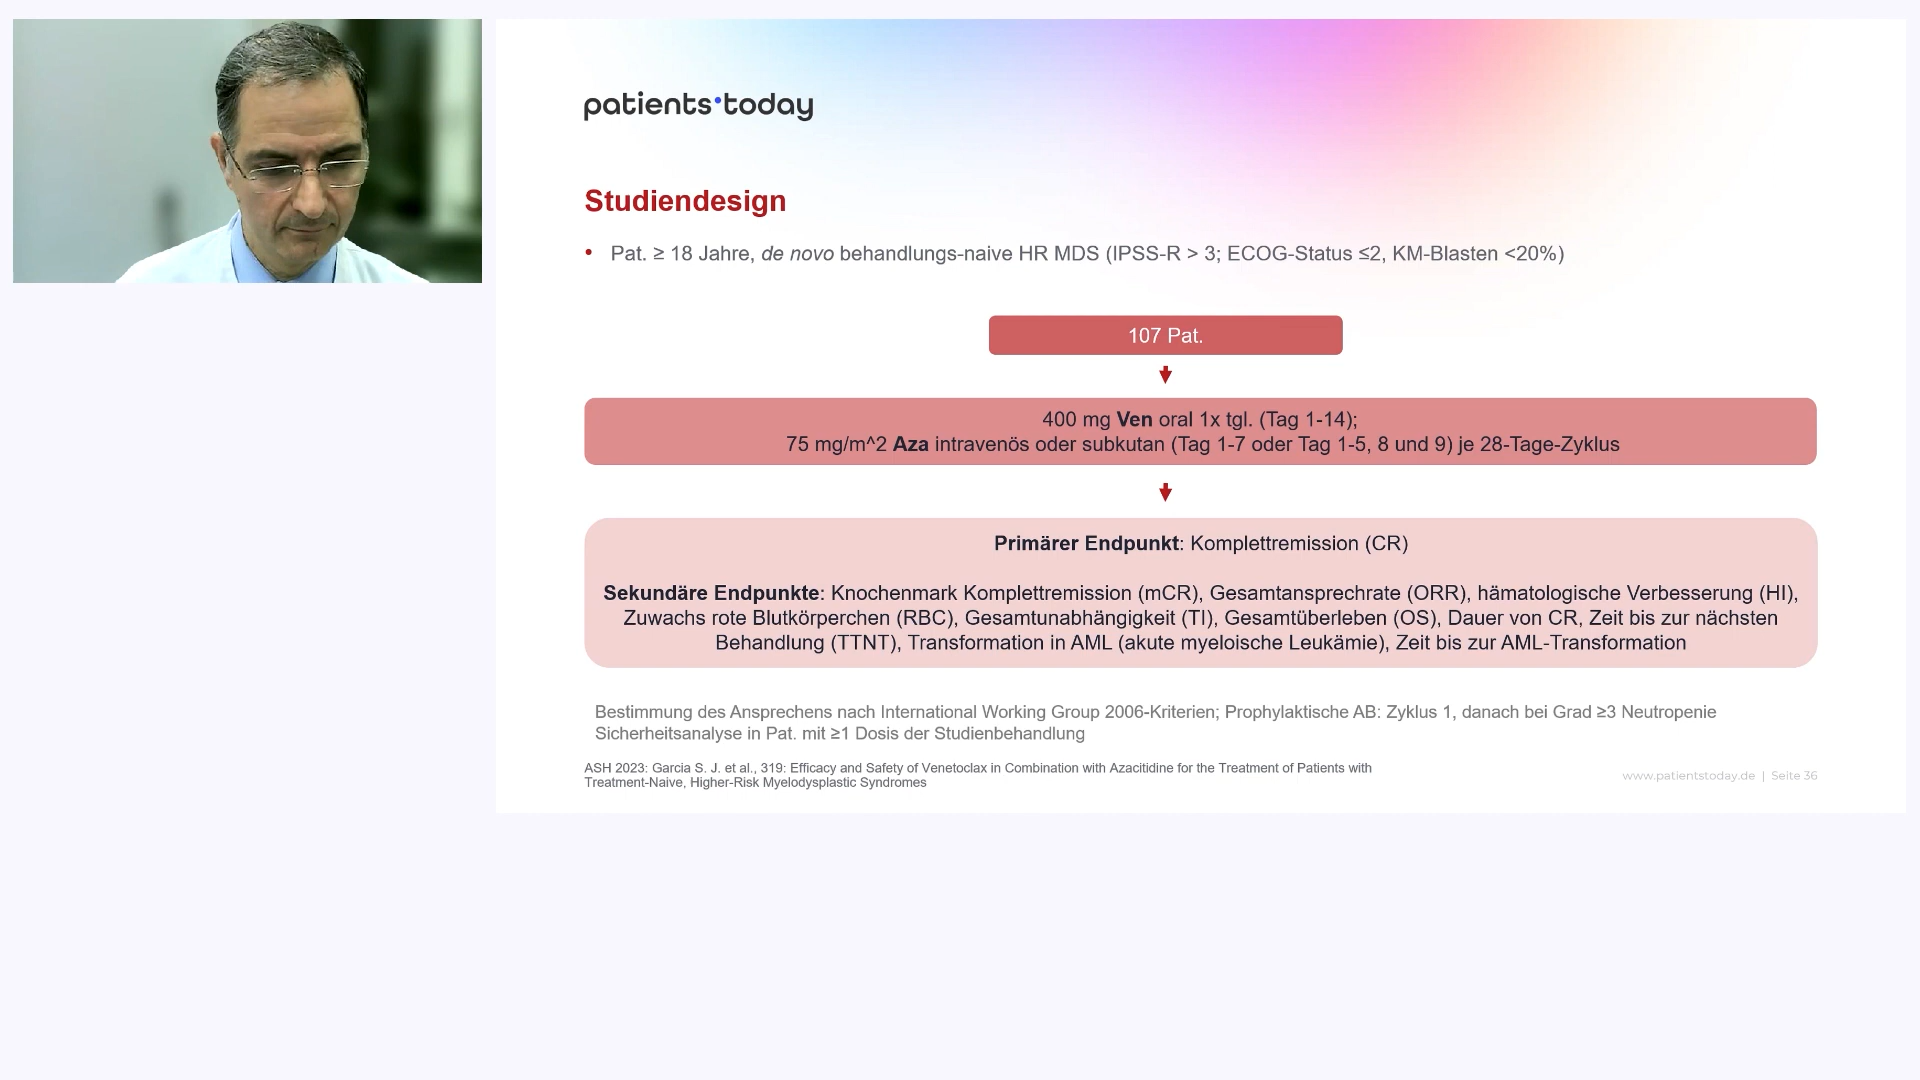 patients•today
Studiendesign
• Pat. ≥ 18 Jahre, de novo behandlungs-naive HR MDS (IPSS-R > 3; ECOG-Status ≤2, KM-Blasten <20%)
107 Pat.
400 mg Ven oral 1x tgl. (Tag 1-14);
75 mg/m^2 Aza intravenös oder subkutan (Tag 1-7 oder Tag 1-5, 8 und 9) je 28-Tage-Zyklus
Primärer Endpunkt: Komplettremission (CR)
Sekundäre Endpunkte: Knochenmark Komplettremission (mCR), Gesamtansprechrate (ORR), hämatologische Verbesserung (HI),
Zuwachs rote Blutkörperchen (RBC), Gesamtunabhängigkeit (TI), Gesamtüberleben (OS), Dauer von CR, Zeit bis zur nächsten
Behandlung (TTNT), Transformation in AML (akute myeloische Leukämie), Zeit bis zur AML-Transformation
Bestimmung des Ansprechens nach International Working Group 2006-Kriterien; Prophylaktische AB: Zyklus 1, danach bei Grad ≥3 Neutropenie
Sicherheitsanalyse in Pat. mit ≥1 Dosis der Studienbehandlung
ASH 2023: Garcia S. J. et al., 319: Efficacy and Safety of Venetoclax in Combination with Azacitidine for the Treatment of Patients with
Treatment-Naive, Higher-Risk Myelodysplastic Syndromes
www.patientstoday.de | Seite 36